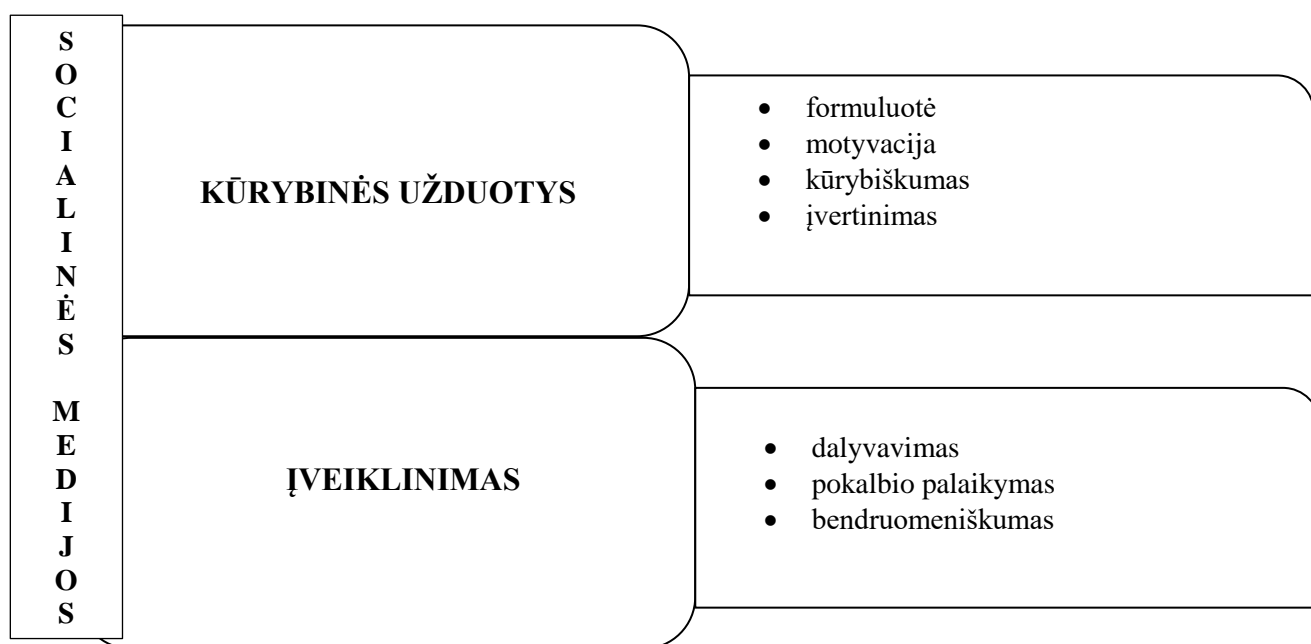 SOCIALINĖS MEDIJOS
KŪRYBINĖS UŽDUOTYS
• formuluotė
• motyvacija
• kūrybiškumas
• įvertinimas
ĮVEIKLINIMAS
• dalyvavimas
• pokalbio palaikymas
• bendruomeniškumas